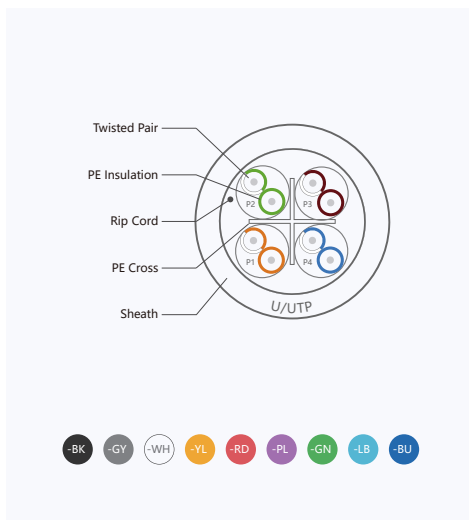 Twisted Pair
PE Insulation
Rip Cord
PE Cross
Sheath
P2
P3
P1
P4
U/UTP
-BK -GY -WH -YL -RD -PL -GN -LB -BU